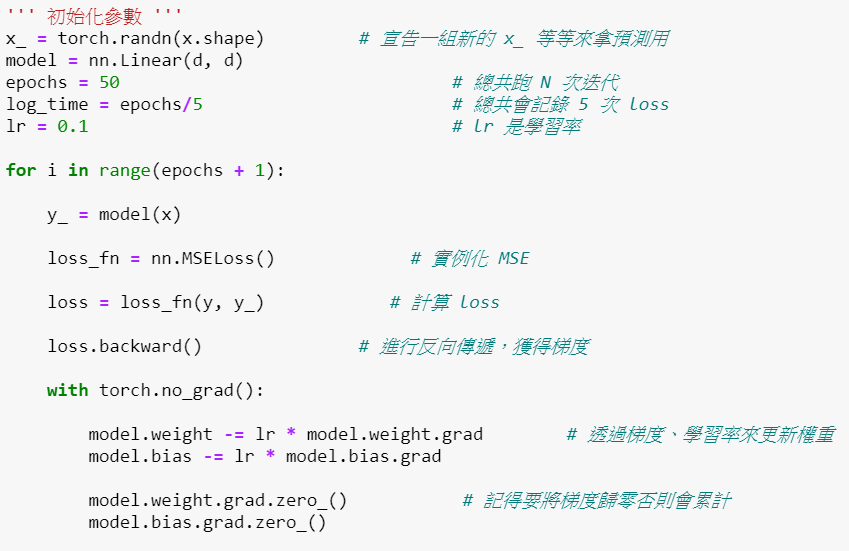 ''' 初始化參數 '''
x_ = torch.randn(x.shape) # 宣告一組新的 x_ 等等來拿預測用
model = nn.Linear(d, d)
epochs = 50 # 總共跑 N 次迭代
log_time = epochs/5 # 總共會記錄 5 次 loss
lr = 0.1 # lr 是學習率
for i in range(epochs + 1):
y_ = model(x)
loss_fn = nn.MSELoss() # 實例化 MSE
loss = loss_fn(y, y_) # 計算 loss
loss.backward() # 進行反向傳遞，獲得梯度
with torch.no_grad():
model.weight -= lr * model.weight.grad # 透過梯度、學習率來更新權重
model.bias -= lr * model.bias.grad
model.weight.grad.zero_() # 記得要將梯度歸零否則會累計
model.bias.grad.zero_()